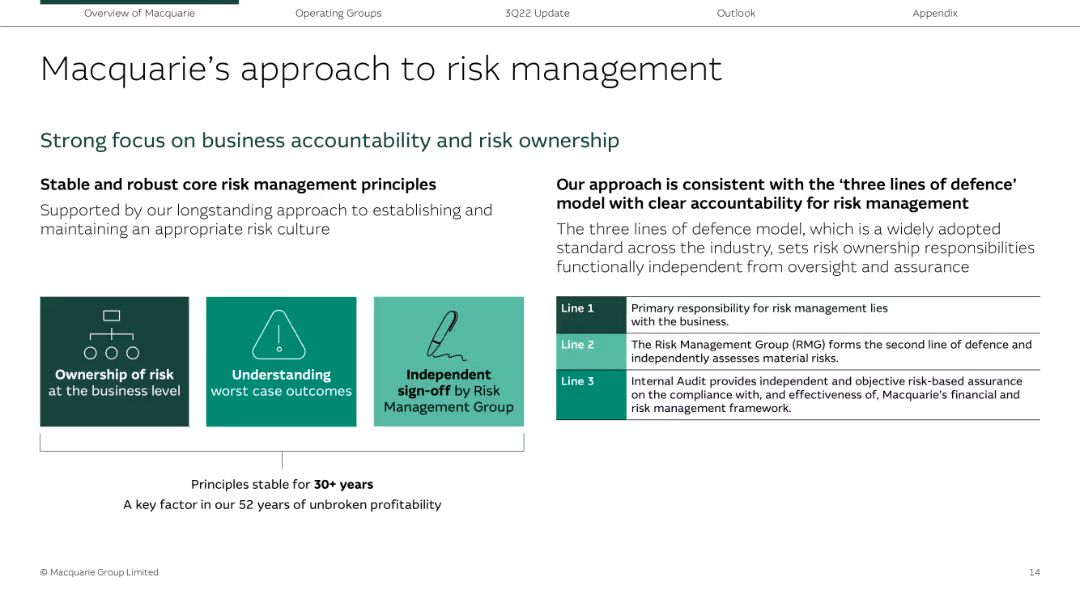 Overview of Macquarie
Operating Groups
3Q22 Update
Outlook
Appendix
Macquarie’s approach to risk management
Strong focus on business accountability and risk ownership
Stable and robust core risk management principles
Supported by our longstanding approach to establishing and
maintaining an appropriate risk culture
Ownership of risk
at the business level
Understanding
worst case outcomes
Independent
sign-off by Risk
Management Group
Principles stable for 30+ years
A key factor in our 52 years of unbroken profitability
Our approach is consistent with the ‘three lines of defence’
model with clear accountability for risk management
The three lines of defence model, which is a widely adopted
standard across the industry, sets risk ownership responsibilities
functionally independent from oversight and assurance
Line 1
Primary responsibility for risk management lies
with the business.
Line 2
The Risk Management Group (RMG) forms the second line of defence and
independently assesses material risks.
Line 3
Internal Audit provides independent and objective risk-based assurance
on the compliance with, and effectiveness of, Macquarie’s financial and
risk management framework.
© Macquarie Group Limited
14